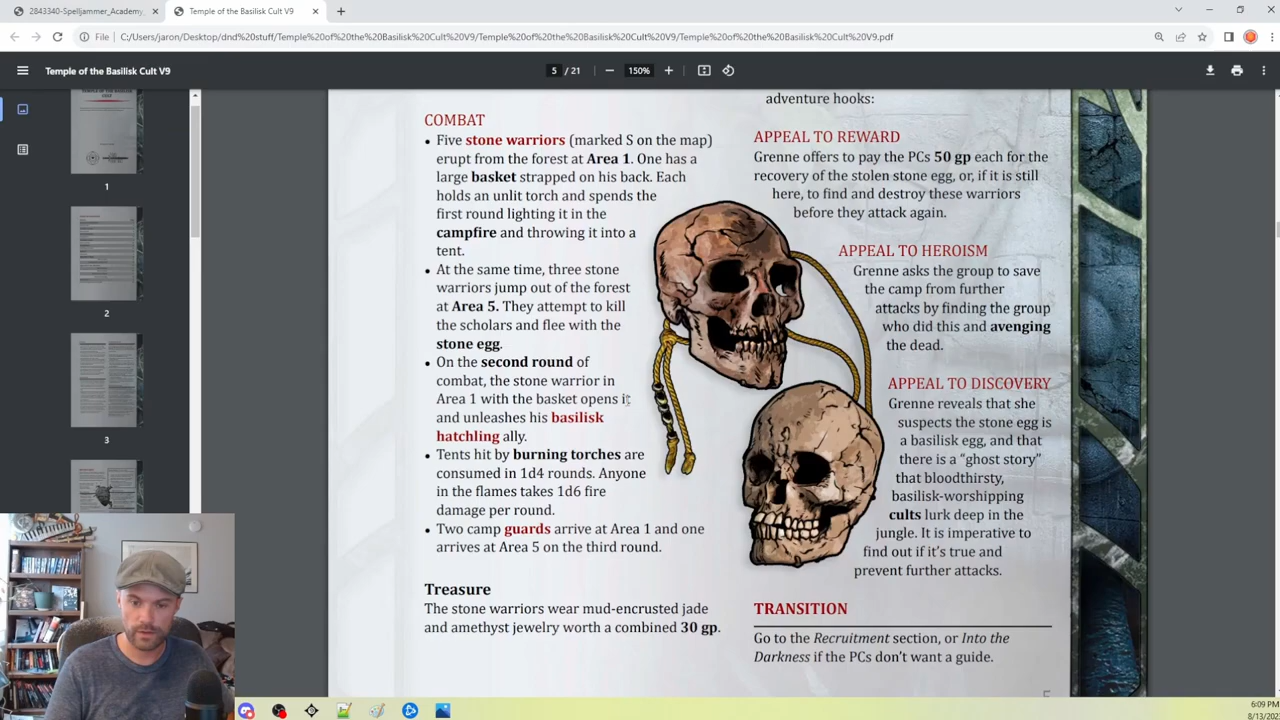 2843340-Spelljammer_Academy_
Temple of the Basilisk Cult V9
File
C:/Users/jaron/Desktop/dnd%20stuff/Temple%20of%20the%20Basilisk%20Cult%20V9/Temple%20of%20the%20Basilisk%20Cult%20V9/Temple%20of%20the%20Basilisk%20Cult%20V9.pdf
Temple of the Basilisk Cult V9
5 / 21
150%
1
2
3
COMBAT
• Five stone warriors (marked S on the map)
erupt from the forest at Area 1. One has a
large basket strapped on his back. Each
holds an unlit torch and spends the
first round lighting it in the
campfire and throwing it into a
tent.
• At the same time, three stone
warriors jump out of the forest
at Area 5. They attempt to kill
the scholars and flee with the
stone egg.
• On the second round of
combat, the stone warrior in
Area 1 with the basket opens it
and unleashes his basilisk
hatchling ally.
• Tents hit by burning torches are
consumed in 1d4 rounds. Anyone
in the flames takes 1d6 fire
damage per round.
• Two camp guards arrive at Area 1 and one
arrives at Area 5 on the third round.
Treasure
The stone warriors wear mud-encrusted jade
and amethyst jewelry worth a combined 30 gp.
adventure hooks:
APPEAL TO REWARD
Grenne offers to pay the PCs 50 gp each for the
recovery of the stolen stone egg, or, if it is still
here, to find and destroy these warriors
before they attack again.
APPEAL TO HEROISM
Grenne asks the group to save
the camp from further
attacks by finding the group
who did this and avenging
the dead.
APPEAL TO DISCOVERY
Grenne reveals that she
suspects the stone egg is
a basilisk egg, and that
there is a “ghost story”
that bloodthirsty,
basilisk-worshipping
cults lurk deep in the
jungle. It is imperative to
find out if it's true and
prevent further attacks.
TRANSITION
Go to the Recruitment section, or Into the
Darkness if the PCs don't want a guide.
5
6:09 PM
8/13/202